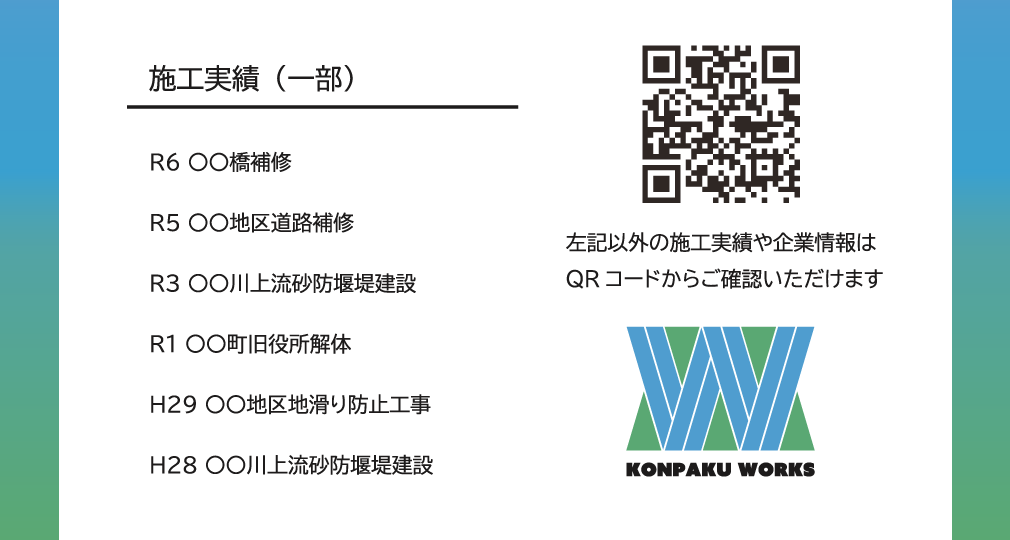 施工実績（一部）
R6 〇〇橋補修
R5 〇〇地区道路補修
R3 〇〇川上流砂防堰堤建設
R1 〇〇町旧役所解体
H29 〇〇地区地滑り防止工事
H28 〇〇川上流砂防堰堤建設
左記以外の施工実績や企業情報は
QRコードからご確認いただけます
KONPAKU WORKS